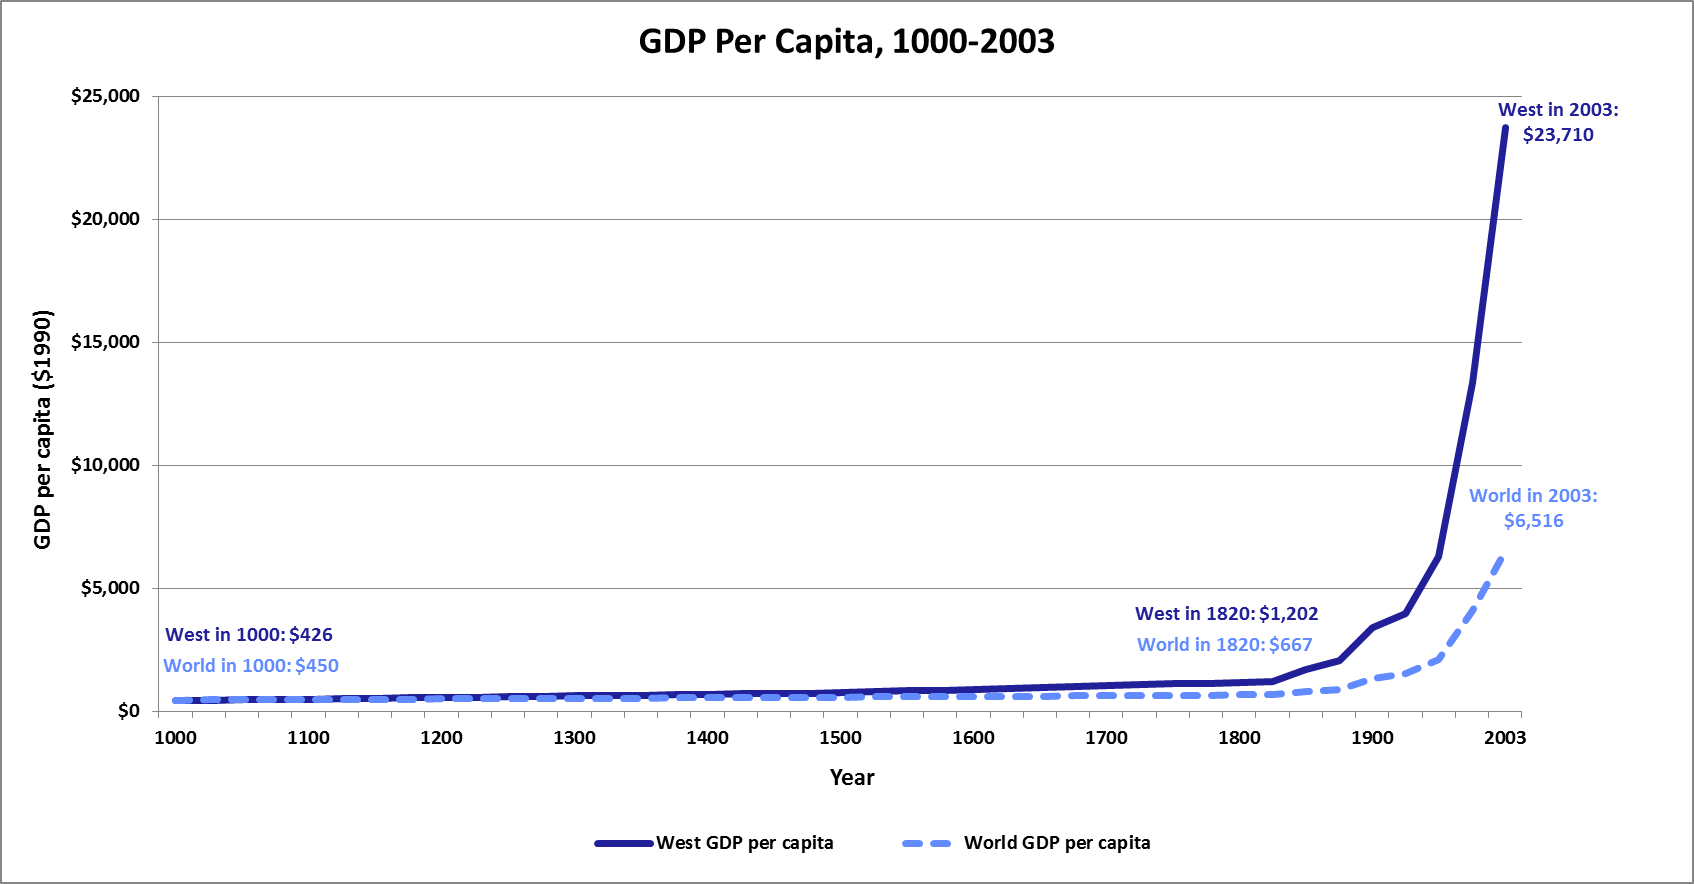 GDP Per Capita, 1000-2003
GDP per capita ($1990)
$25,000
$20,000
$15,000
$10,000
$5,000
$0
West in 2003:
$23,710
World in 2003:
$6,516
West in 1000: $426
World in 1000: $450
West in 1820: $1,202
World in 1820: $667
1000 1100 1200 1300 1400 1500 1600 1700 1800 1900 2003
Year
West GDP per capita World GDP per capita